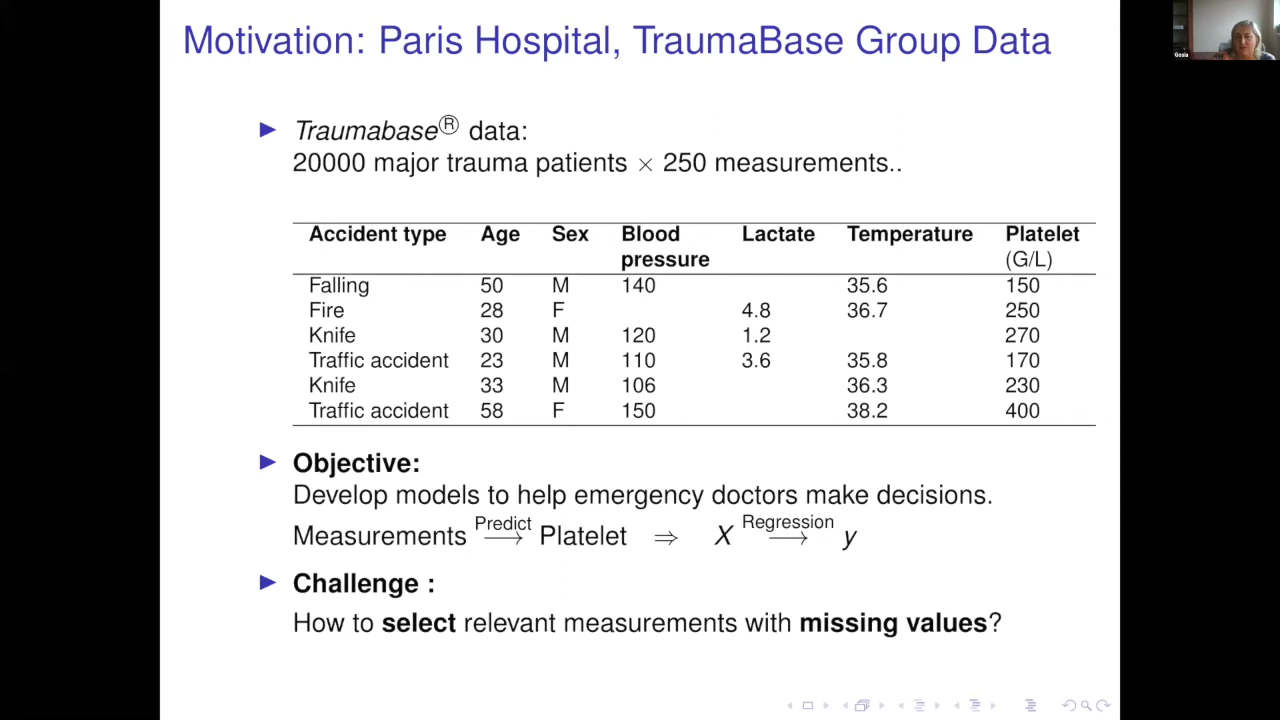 Motivation: Paris Hospital, TraumaBase Group Data
Gosia
▶ Traumabase® data:
20000 major trauma patients × 250 measurements..
Accident type Age Sex Blood pressure Lactate Temperature Platelet (G/L)
Falling 50 M 140 35.6 150
Fire 28 F 4.8 36.7 250
Knife 30 M 120 1.2 270
Traffic accident 23 M 110 3.6 35.8 170
Knife 33 M 106 36.3 230
Traffic accident 58 F 150 38.2 400
▶ Objective:
Develop models to help emergency doctors make decisions.
Measurements Predict⟶ Platelet ⇒ X Regression⟶ y
▶ Challenge :
How to select relevant measurements with missing values?